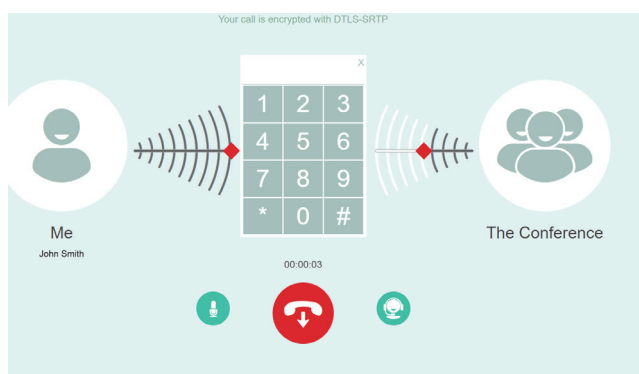 Your call is encrypted with DTLS-SRTP
X
1 2 3
4 5 6
7 8 9
* 0 #
Me
John Smith
The Conference
00:00:03